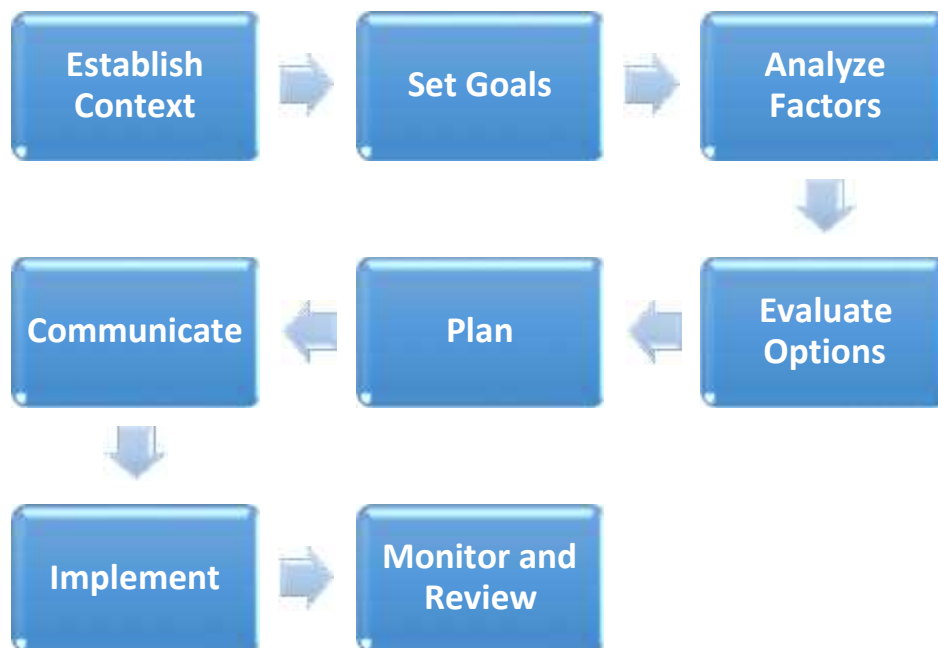 Establish
Context
Set Goals
Analyze
Factors
Evaluate
Options
Plan
Communicate
Implement
Monitor and
Review